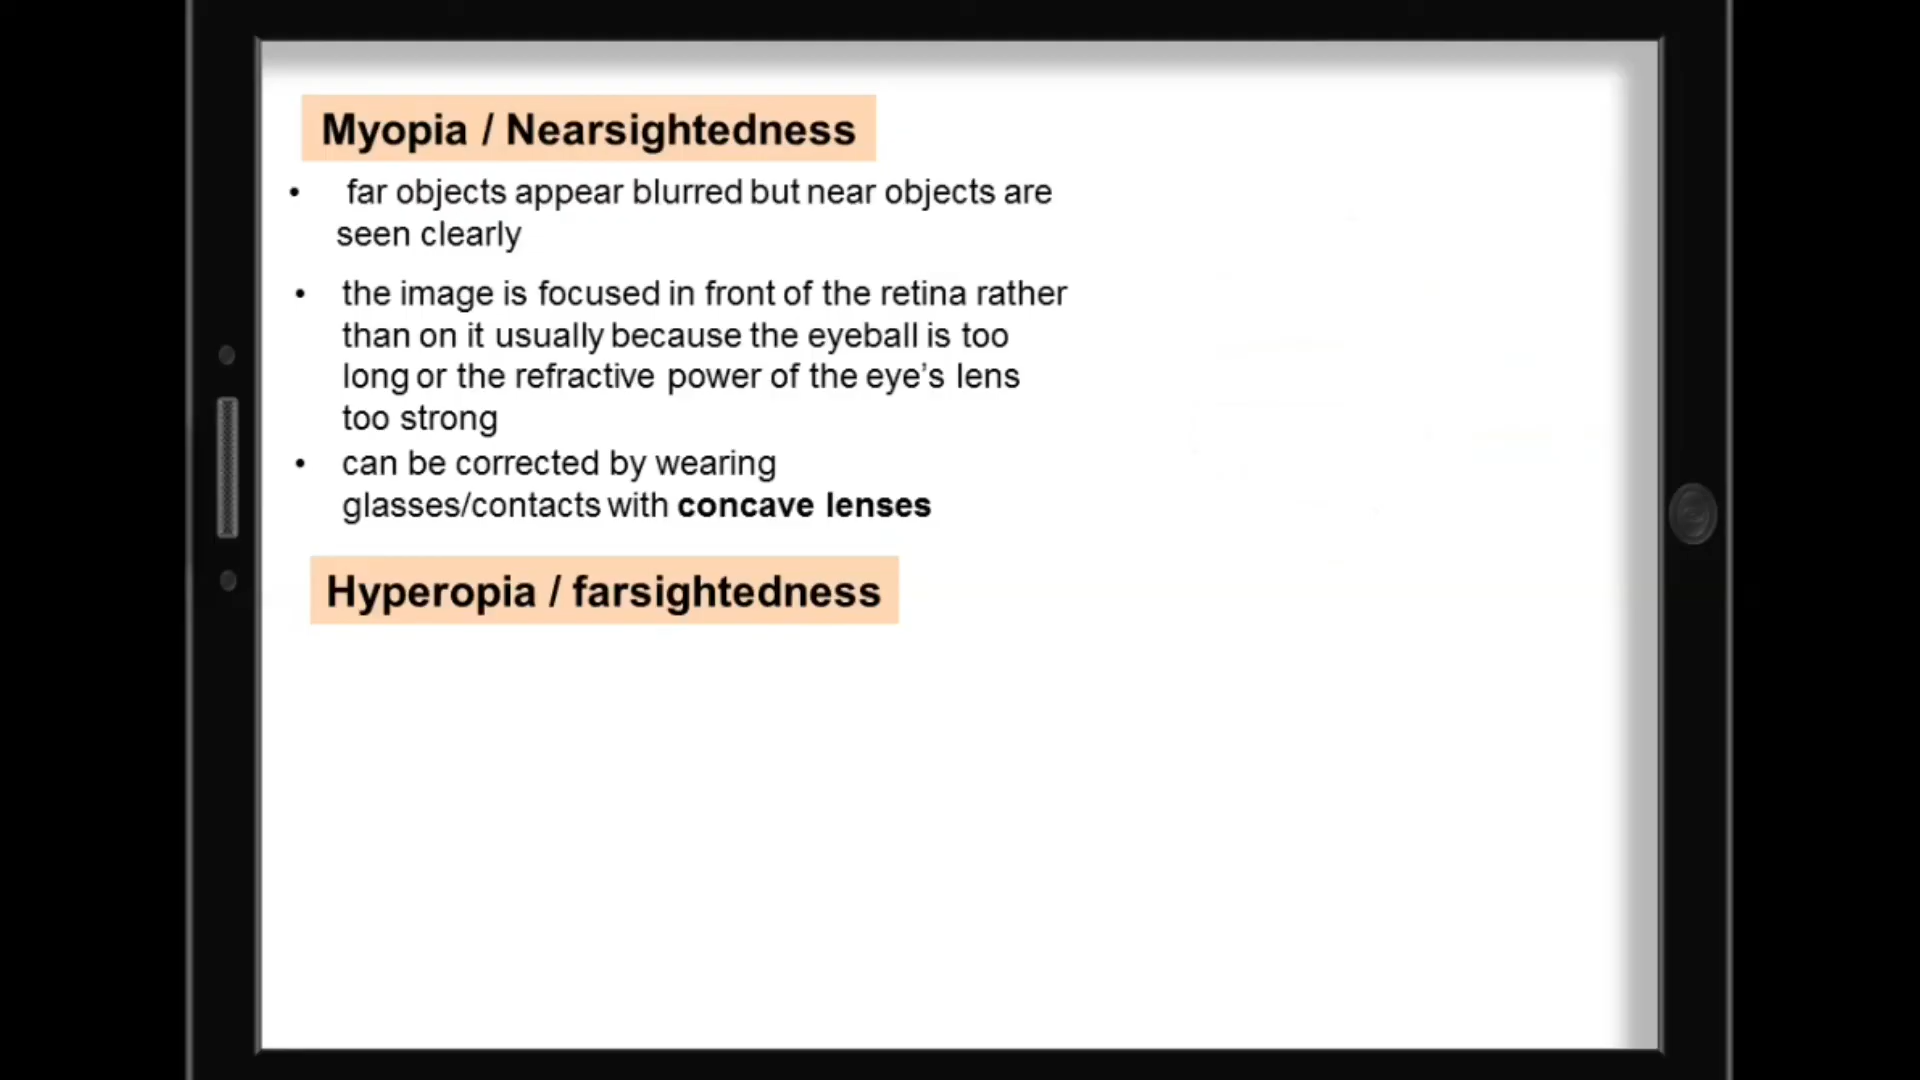 Myopia / Nearsightedness
• far objects appear blurred but near objects are
seen clearly
• the image is focused in front of the retina rather
than on it usually because the eyeball is too
long or the refractive power of the eye’s lens
too strong
• can be corrected by wearing
glasses/contacts with concave lenses
Hyperopia / farsightedness